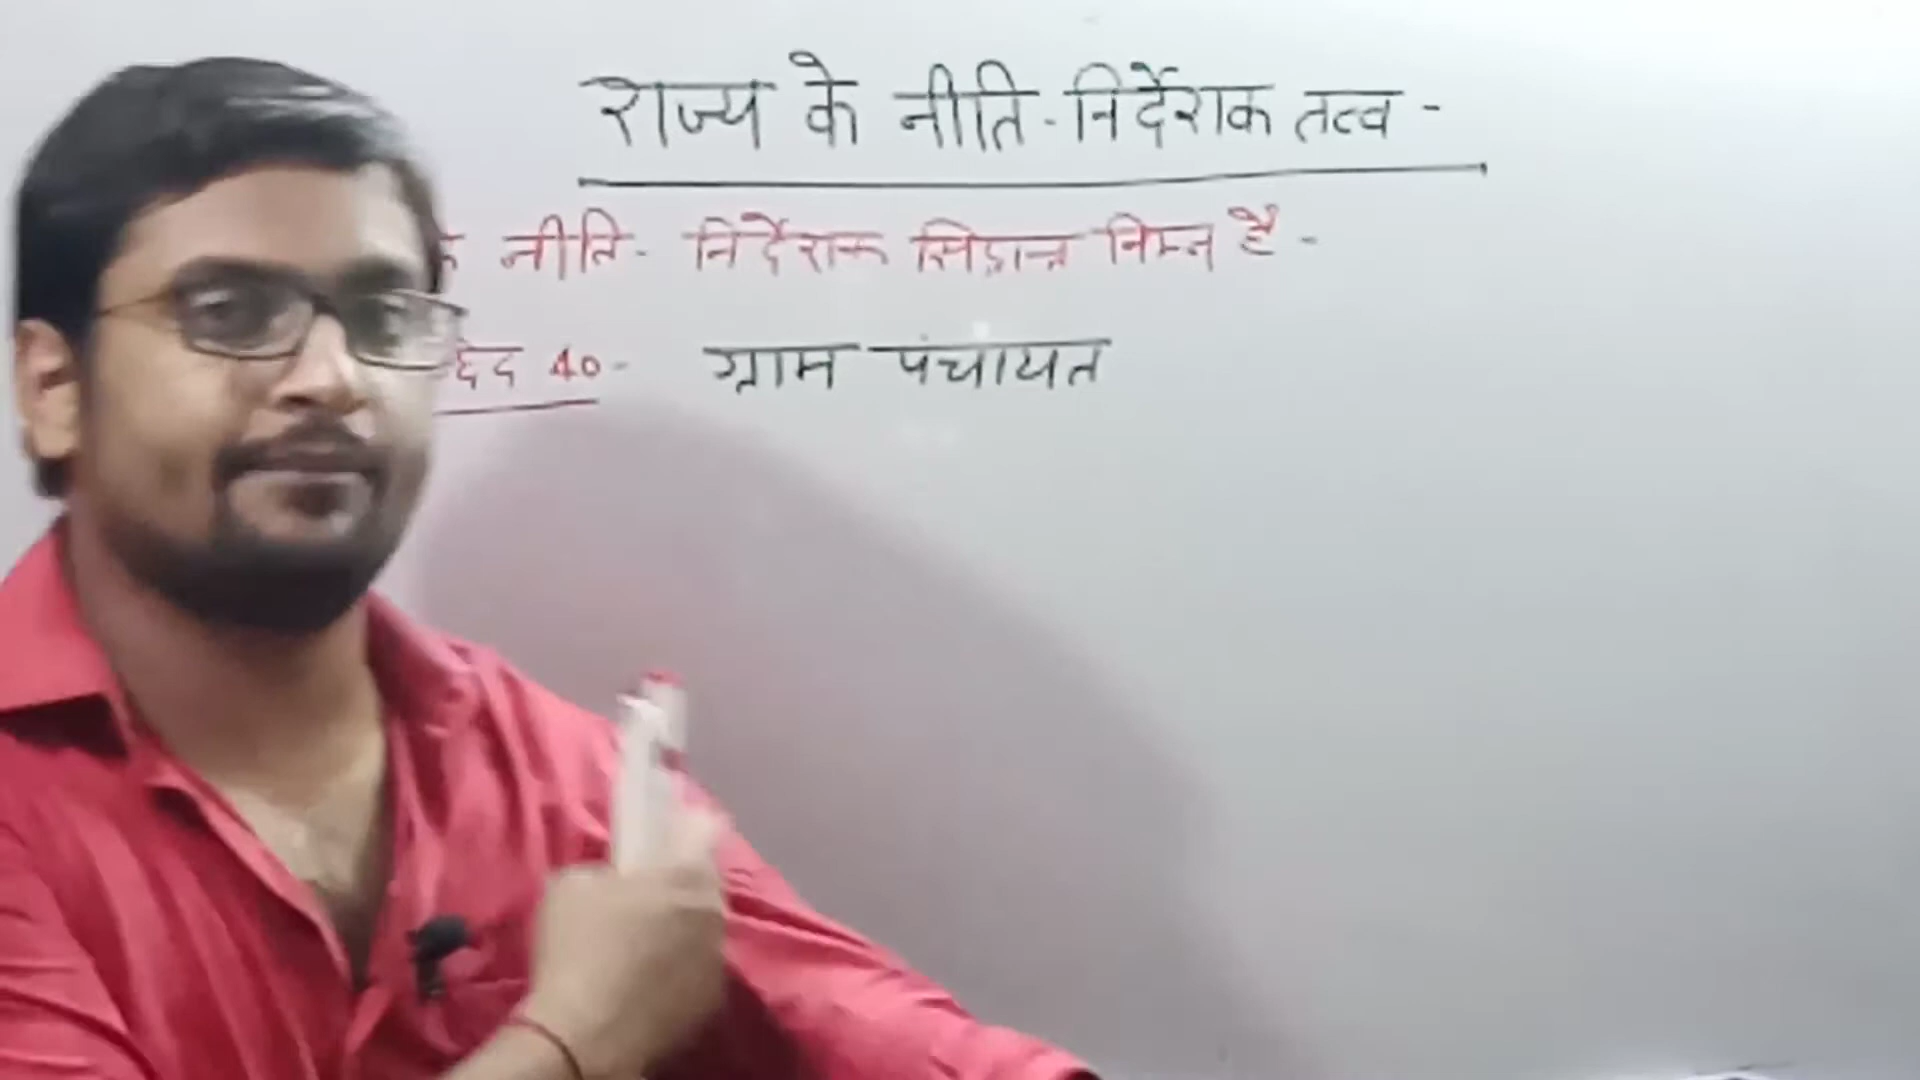 राज्य के नीति-निर्देशक तत्व -
नीति- निर्देशक सिद्धान्त निम्न है -
40- ग्राम पंचायत